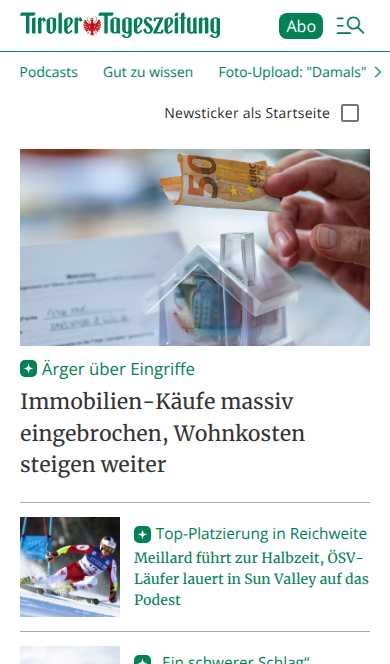 Tiroler Tageszeitung
Abo
Podcasts Gut zu wissen Foto-Upload: "Damals"
Newsticker als Startseite
50
Ärger über Eingriffe
Immobilien-Käufe massiv
eingebrochen, Wohnkosten
steigen weiter
Top-Platzierung in Reichweite
Meillard führt zur Halbzeit, ÖSV-
Läufer lauert in Sun Valley auf das
Podest
„Ein schwerer Schlag“